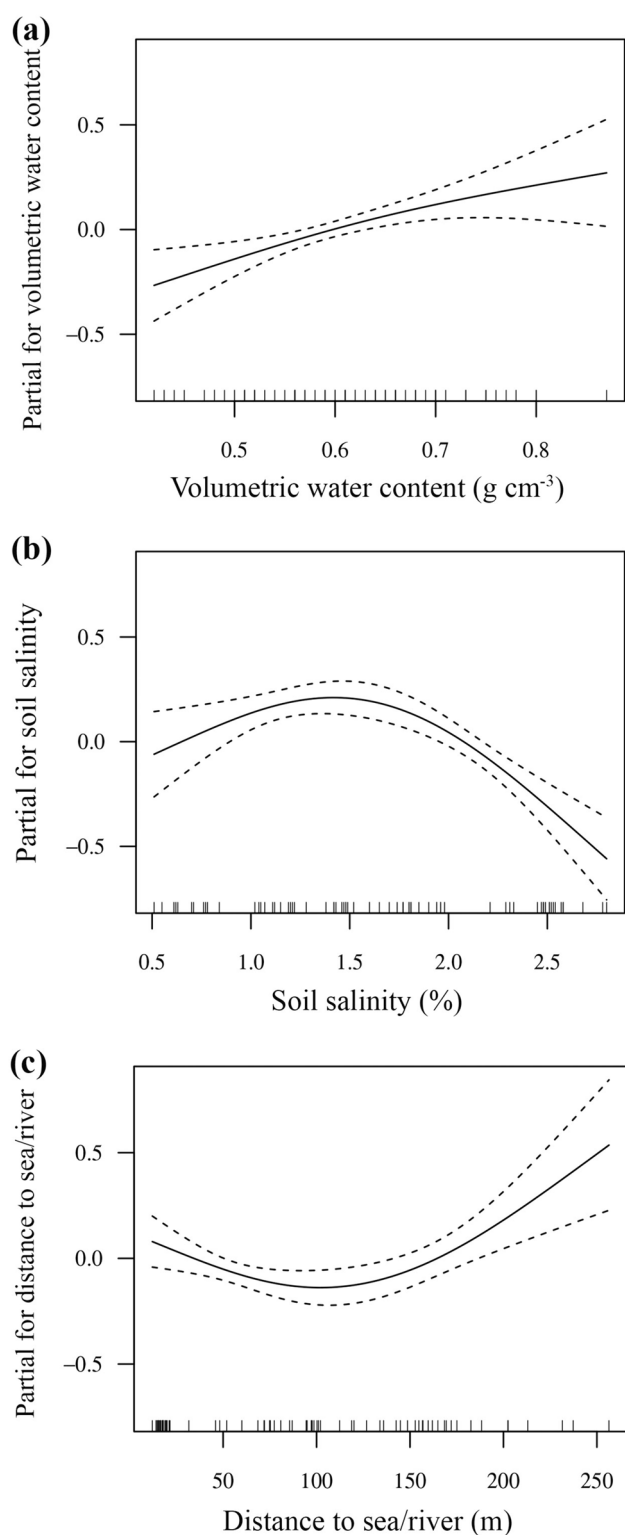 (a)
Partial for volumetric water content
0.5
0.0
–0.5
0.5 0.6 0.7 0.8
Volumetric water content (g cm-3)
(b)
Partial for soil salinity
0.5
0.0
–0.5
0.5 1.0 1.5 2.0 2.5
Soil salinity (%)
(c)
Partial for distance to sea/river
0.5
0.0
–0.5
50 100 150 200 250
Distance to sea/river (m)